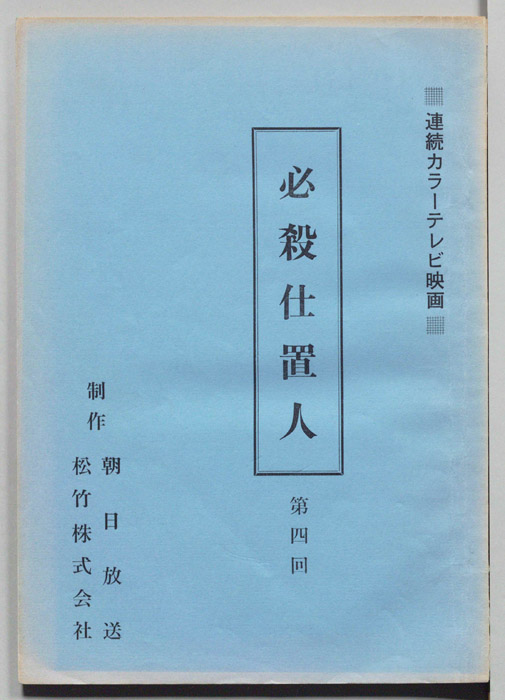 連続カラーテレビ映画
必殺仕置人
第四回
制作
朝日放送
松竹株式会社